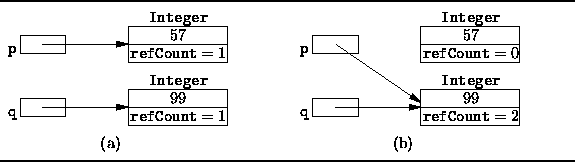 Integer
p
57
refCount = 1
Integer
q
99
refCount = 1
(a)
Integer
p
57
refCount = 0
Integer
q
99
refCount = 2
(b)